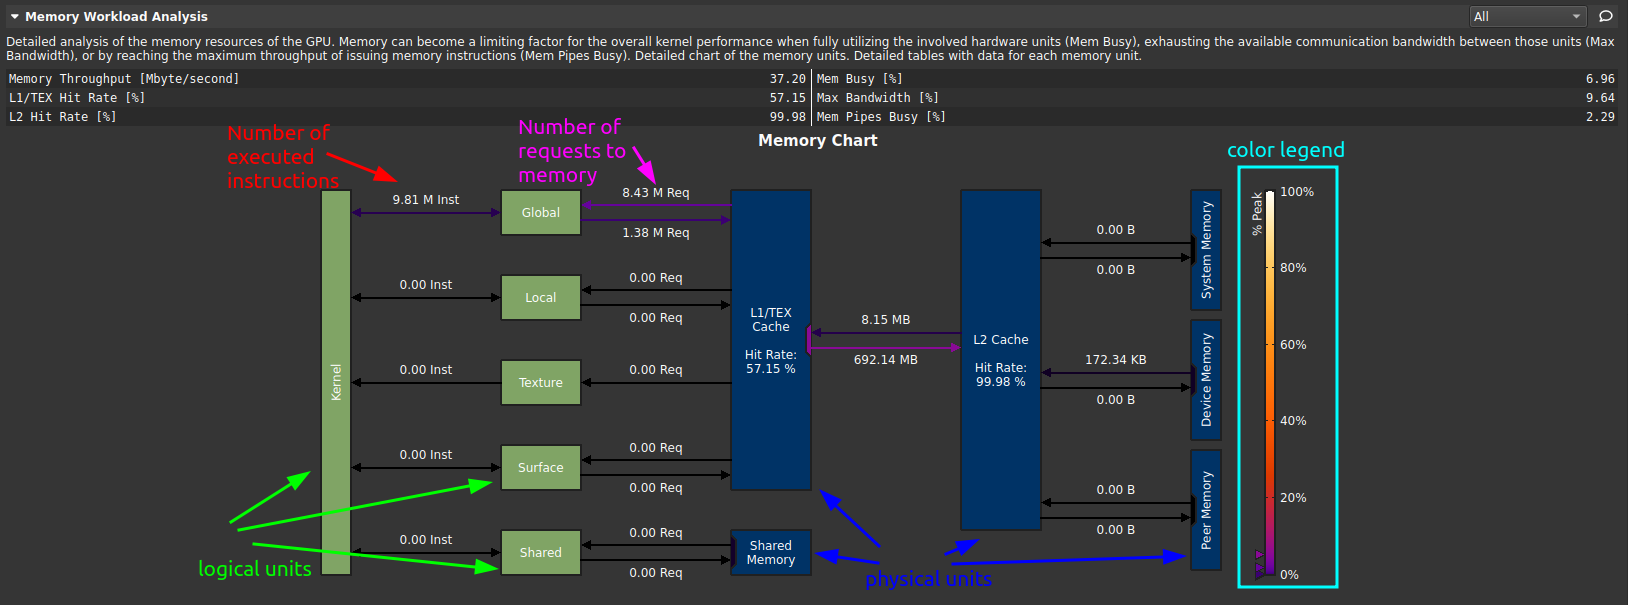 Memory Workload Analysis
All
Detailed analysis of the memory resources of the GPU. Memory can become a limiting factor for the overall kernel performance when fully utilizing the involved hardware units (Mem Busy), exhausting the available communication bandwidth between those units (Max
Bandwidth), or by reaching the maximum throughput of issuing memory instructions (Mem Pipes Busy). Detailed chart of the memory units. Detailed tables with data for each memory unit.
Memory Throughput [Mbyte/second] 37.20 Mem Busy [%] 6.96
L1/TEX Hit Rate [%] 57.15 Max Bandwidth [%] 9.64
L2 Hit Rate [%] 99.98 Mem Pipes Busy [%] 2.29
Memory Chart
Number of
executed
instructions
Number of
requests to
memory
color legend
Kernel
9.81 M Inst
Global
8.43 M Req
1.38 M Req
0.00 Inst
Local
0.00 Req
0.00 Req
0.00 Inst
Texture
0.00 Req
0.00 Inst
Surface
0.00 Req
0.00 Req
0.00 Inst
Shared
0.00 Req
0.00 Req
L1/TEX
Cache
Hit Rate:
57.15 %
Shared
Memory
8.15 MB
692.14 MB
L2 Cache
Hit Rate:
99.98 %
0.00 B
0.00 B
System Memory
172.34 KB
0.00 B
Device Memory
0.00 B
0.00 B
Peer Memory
% Peak
100%
80%
60%
40%
20%
0%
logical units
physical units